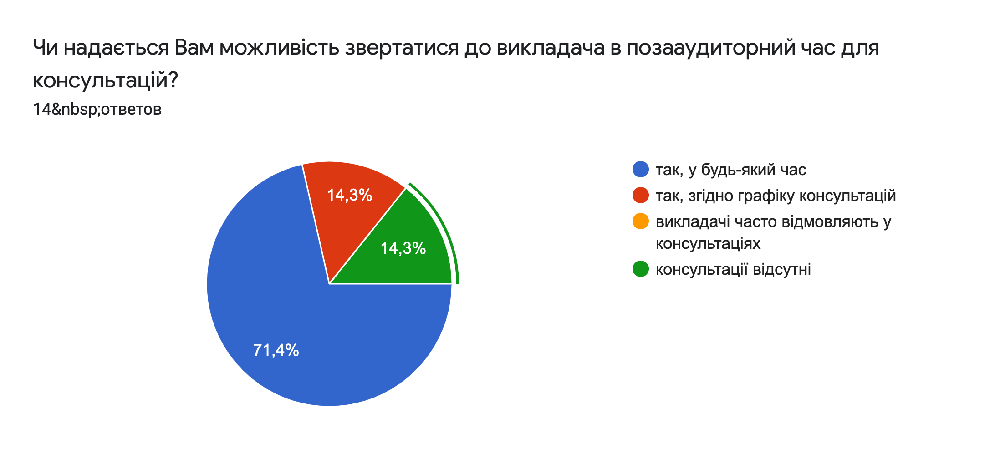 Чи надається Вам можливість звертатися до викладача в позааудиторний час для
консультацій?
14&nbsp;ответов
14,3%
14,3%
71,4%
так, у будь-який час
так, згідно графіку консультацій
викладачі часто відмовляють у
консультаціях
консультації відсутні